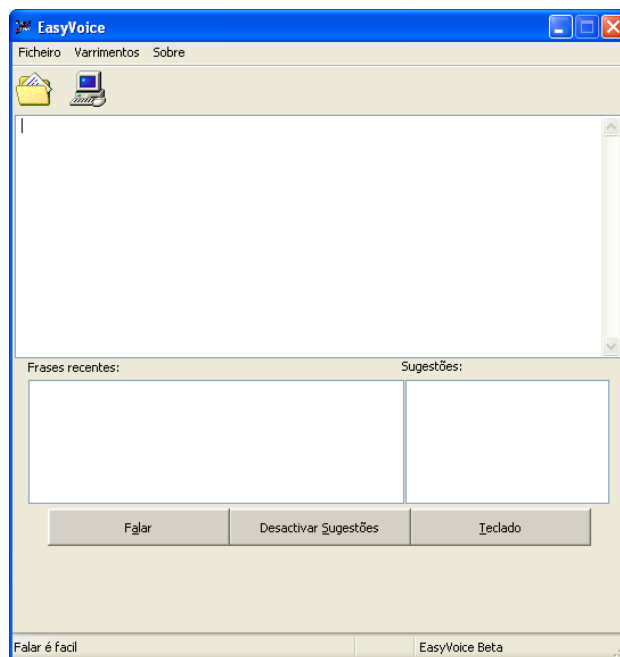 EasyVoice
Ficheiro Varrimentos Sobre
Frases recentes: Sugestões:
Falar Desactivar Sugestões Teclado
Falar é facil EasyVoice Beta